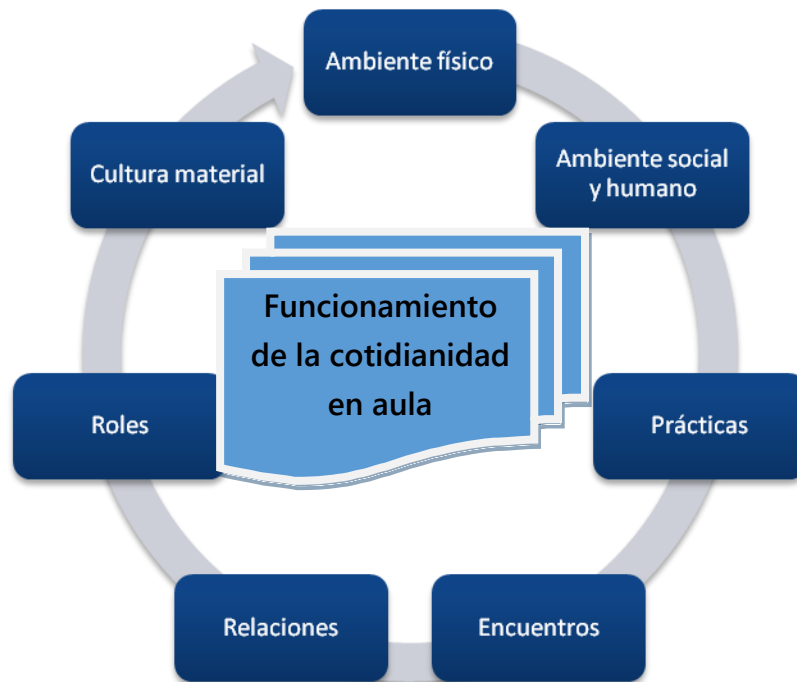 Ambiente físico
Ambiente social
y humano
Prácticas
Encuentros
Relaciones
Roles
Cultura material
Funcionamiento
de la cotidianidad
en aula